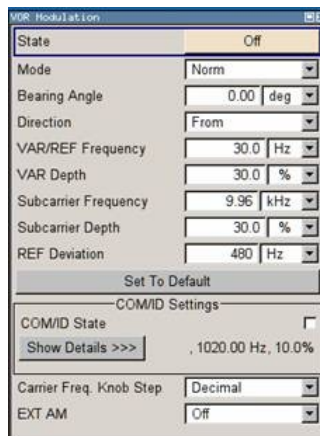 VOR Modulation
State Off
Mode Norm
Bearing Angle 0.00 deg
Direction From
VAR/REF Frequency 30.0 Hz
VAR Depth 30.0 %
Subcarrier Frequency 9.96 kHz
Subcarrier Depth 30.0 %
REF Deviation 480 Hz
Set To Default
COM/ID Settings
COM/ID State
Show Details >>> , 1020.00 Hz, 10.0%
Carrier Freq. Knob Step Decimal
EXT AM Off